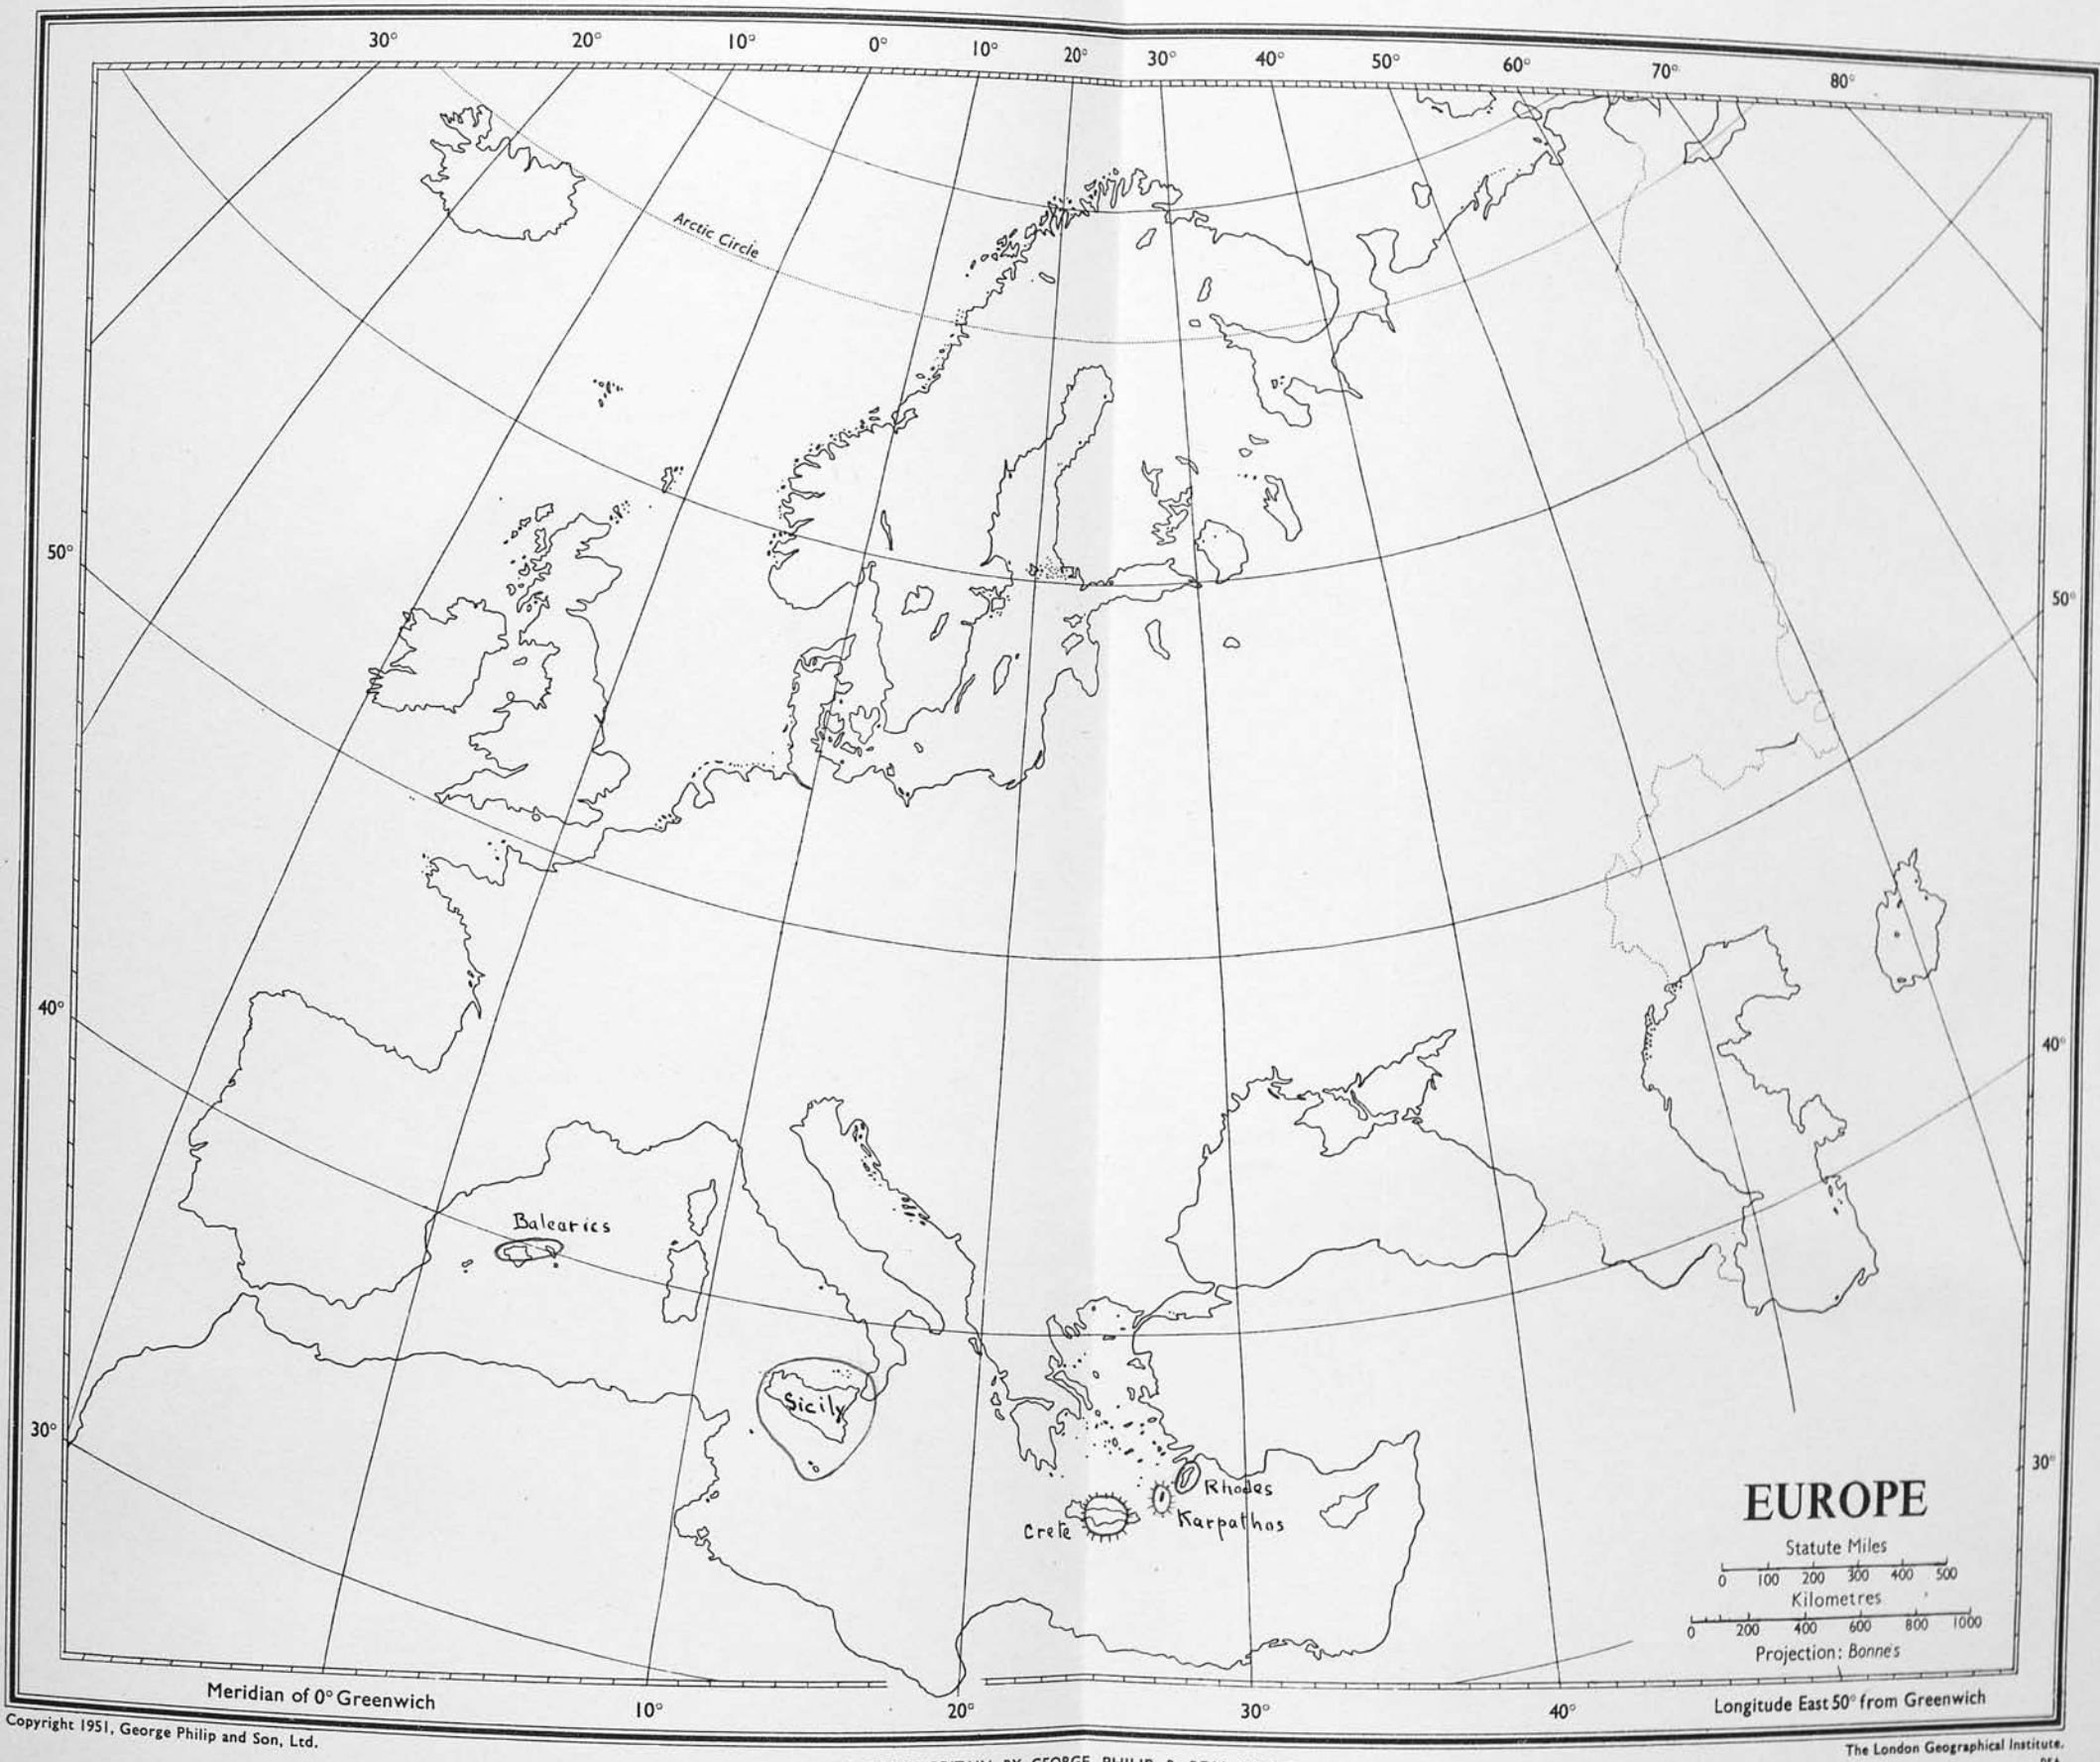 30° 20° 10° 0° 10° 20° 30° 40° 50° 60° 70° 80°
Arctic Circle
50°
50°
40°
40°
Balearics
Sicily
30°
30°
Rhodes
Karpathos
Crete
EUROPE
Statute Miles
0 100 200 300 400 500
Kilometres
0 200 400 600 800 1000
Projection: Bonne's
Meridian of 0° Greenwich
10° 20° 30° 40°
Longitude East 50° from Greenwich
Copyright 1951, George Philip and Son, Ltd.
BY GEORGE PHILIP &
The London Geographical Institute.